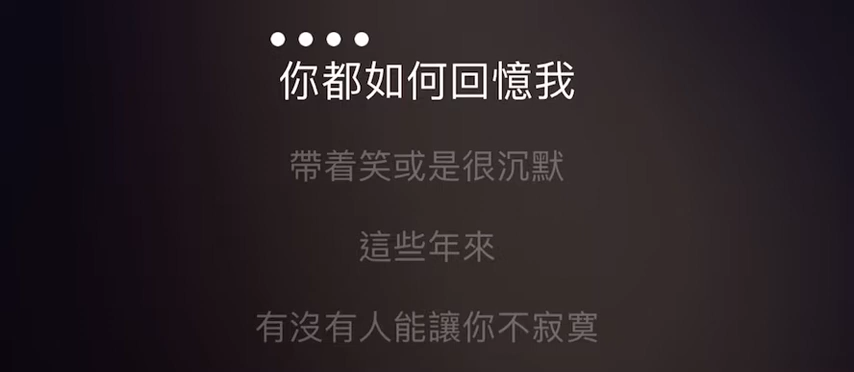 你都如何回憶我
帶着笑或是很沉默
這些年來
有沒有人能讓你不寂寞